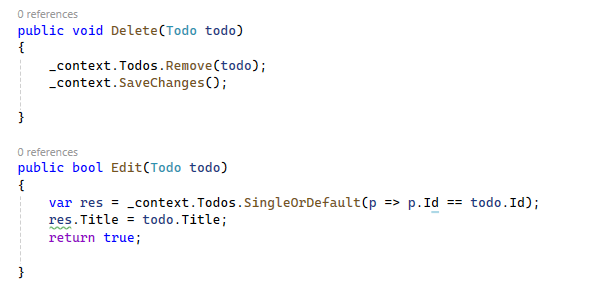 0 references
public void Delete(Todo todo)
{
    _context.Todos.Remove(todo);
    _context.SaveChanges();
}
0 references
public bool Edit(Todo todo)
{
    var res = _context.Todos.SingleOrDefault(p => p.Id == todo.Id);
    res.Title = todo.Title;
    return true;
}